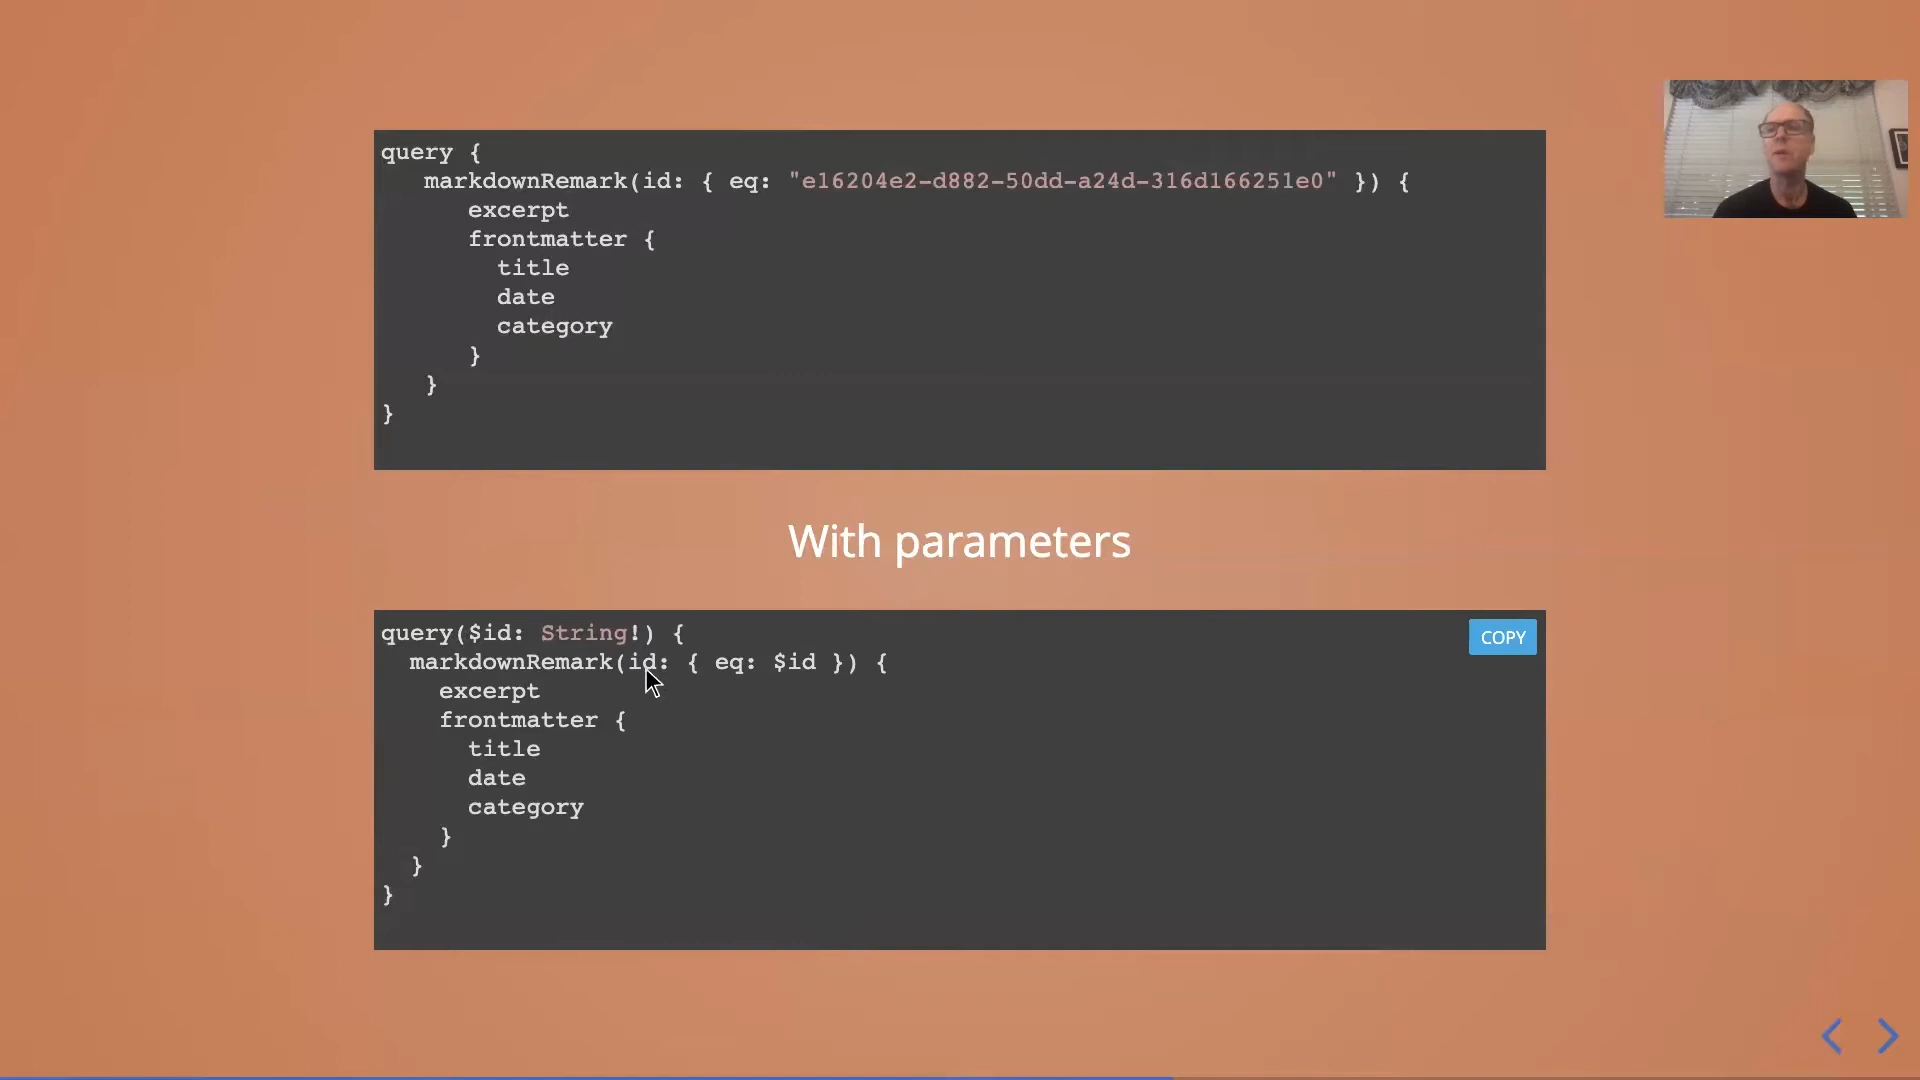 query {
markdownRemark(id: { eq: "e16204e2-d882-50dd-a24d-316d166251e0" }) {
excerpt
frontmatter {
title
date
category
}
}
}
With parameters
query($id: String!) {
COPY
markdownRemark(id: { eq: $id }) {
excerpt
frontmatter {
title
date
category
}
}
}